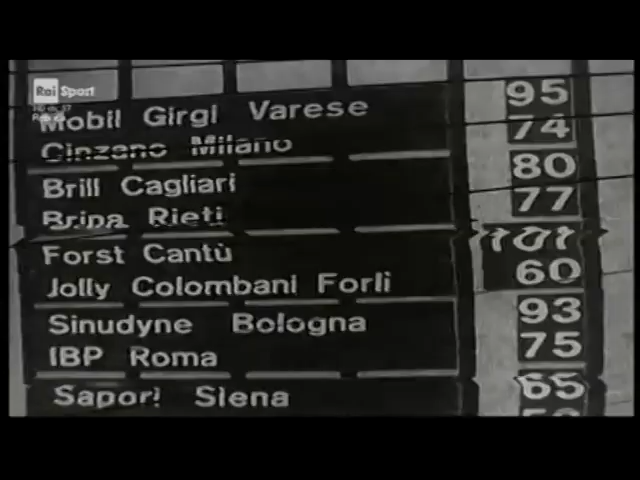 Rai Sport
Mobil Girgi Varese 95
Cinzano Milano 74
Brill Cagliari 80
Brina Rieti 77
Forst Cantù 101
Jolly Colombani Forlì 60
Sinudyne Bologna 93
IBP Roma 75
Sapori Siena 65